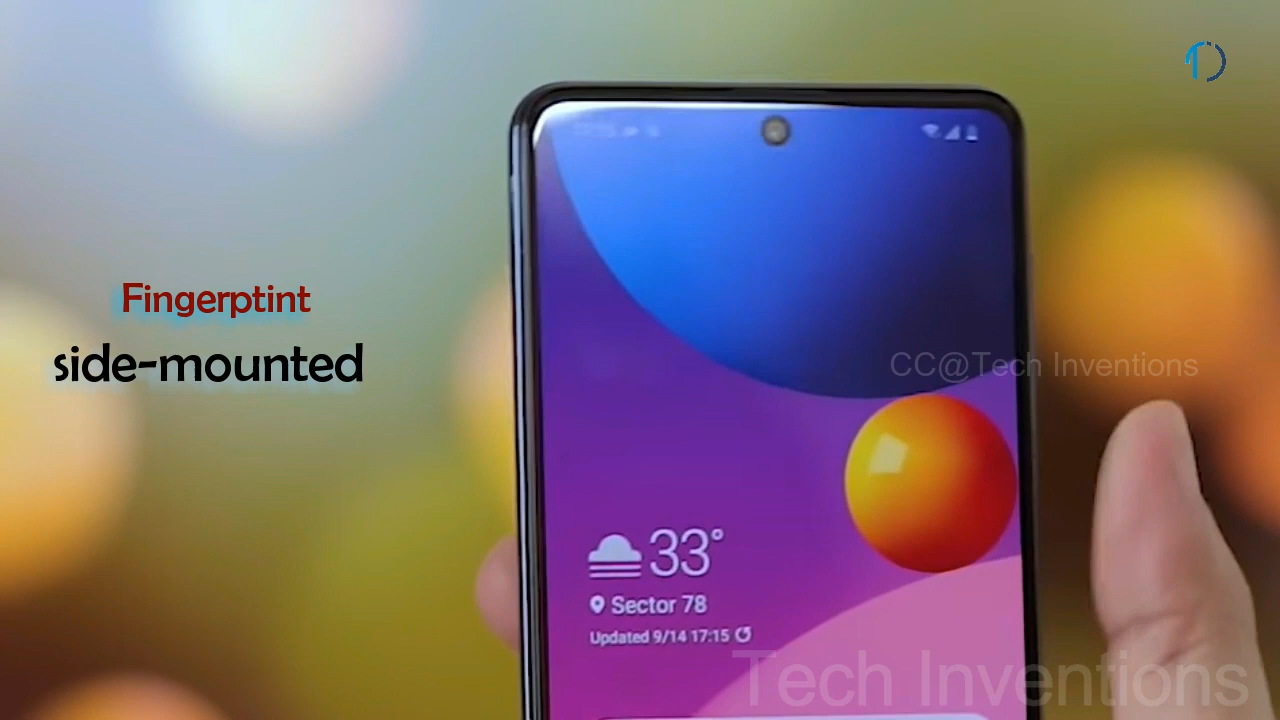 Fingerptint
side-mounted
CC@Tech Inventions
33°
Sector 78
Updated 9/14 17:15
Tech Inventions